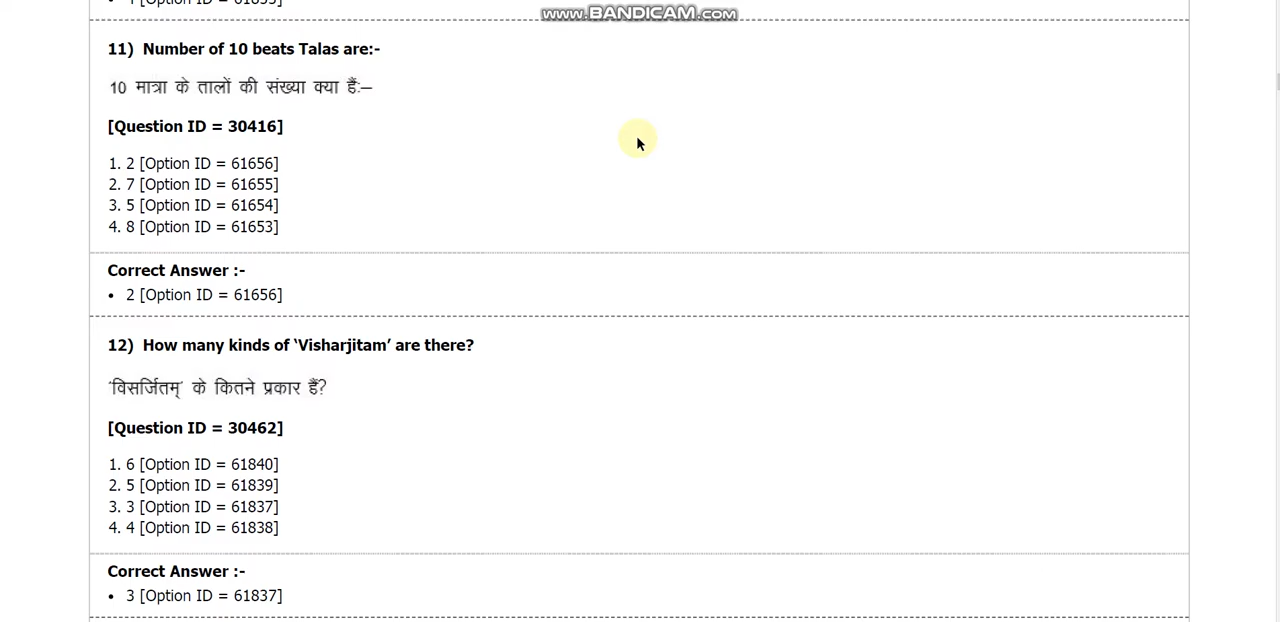 www.BANDICAM.com
11) Number of 10 beats Talas are:-
10 मात्रा के तालों की संख्या क्या हैं:–
[Question ID = 30416]
1. 2 [Option ID = 61656]
2. 7 [Option ID = 61655]
3. 5 [Option ID = 61654]
4. 8 [Option ID = 61653]
Correct Answer :-
• 2 [Option ID = 61656]
12) How many kinds of ‘Visharjitam’ are there?
'विसर्जितम्' के कितने प्रकार हैं?
[Question ID = 30462]
1. 6 [Option ID = 61840]
2. 5 [Option ID = 61839]
3. 3 [Option ID = 61837]
4. 4 [Option ID = 61838]
Correct Answer :-
• 3 [Option ID = 61837]